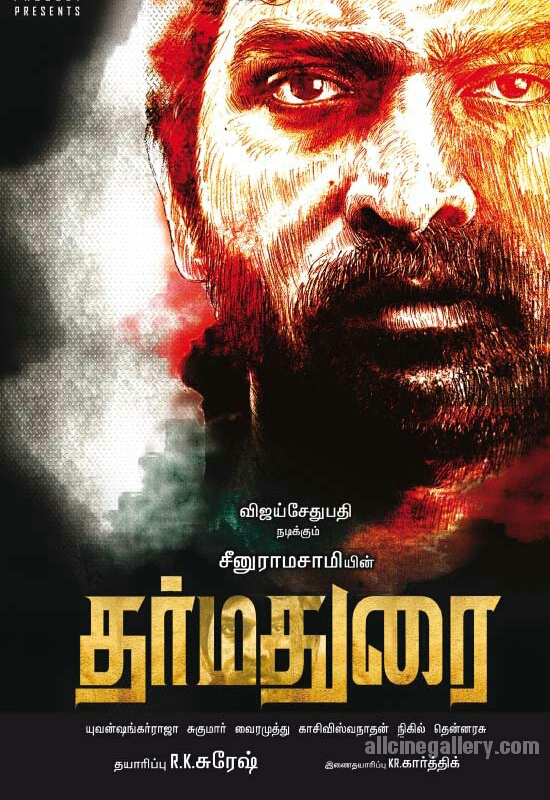 PRESENTS
விஜய்சேதுபதி
நடிக்கும்
சீனுராமசாமியின்
தர்மதுரை
யுவன்ஷங்கர்ராஜா சுகுமார் வைரமுத்து காசிவிஸ்வநாதன் நிகில் தென்னரசு
allcinegallery.com
தயாரிப்பு R.K.சுரேஷ் இணைதயாரிப்பு KR.கார்த்திக்